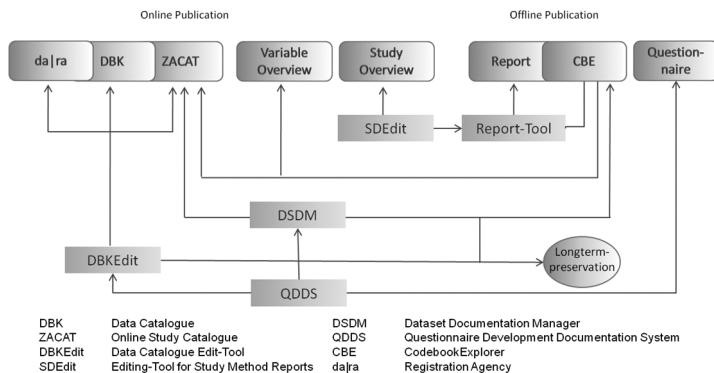 Online Publication
Offline Publication
da|ra
DBK
ZACAT
Variable
Overview
Study
Overview
Report
CBE
Question-
naire
SDEdit
Report-Tool
DSDM
DBKEdit
Longterm-
preservation
QDDS
DBK Data Catalogue
DSDM Dataset Documentation Manager
ZACAT Online Study Catalogue
QDDS Questionnaire Development Documentation System
DBKEdit Data Catalogue Edit-Tool
CBE CodebookExplorer
SDEdit Editing-Tool for Study Method Reports
da|ra Registration Agency